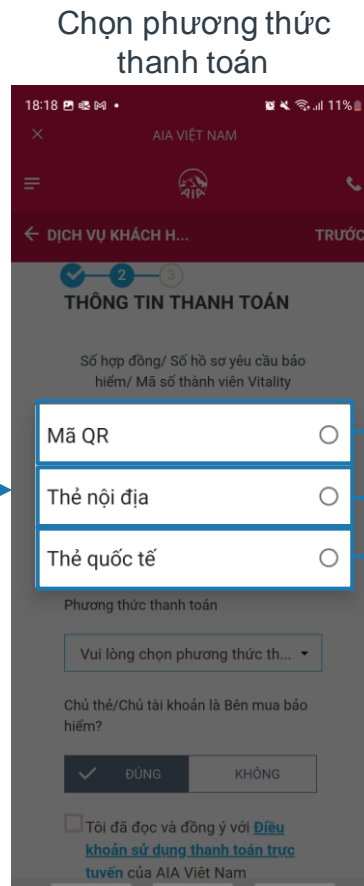 Chọn phương thức
thanh toán
18:18
11%
AIA VIỆT NAM
AIA
DỊCH VỤ KHÁCH H...
TRƯỚC
2
3
THÔNG TIN THANH TOÁN
Số hợp đồng/ Số hồ sơ yêu cầu bảo
hiểm/ Mã số thành viên Vitality
Mã QR
Thẻ nội địa
Thẻ quốc tế
Phương thức thanh toán
Vui lòng chọn phương thức th...
Chủ thẻ/Chủ tài khoản là Bên mua bảo
hiểm?
ĐÚNG
KHÔNG
Tôi đã đọc và đồng ý với Điều
khoản sử dụng thanh toán trực
tuyến của AIA Việt Nam